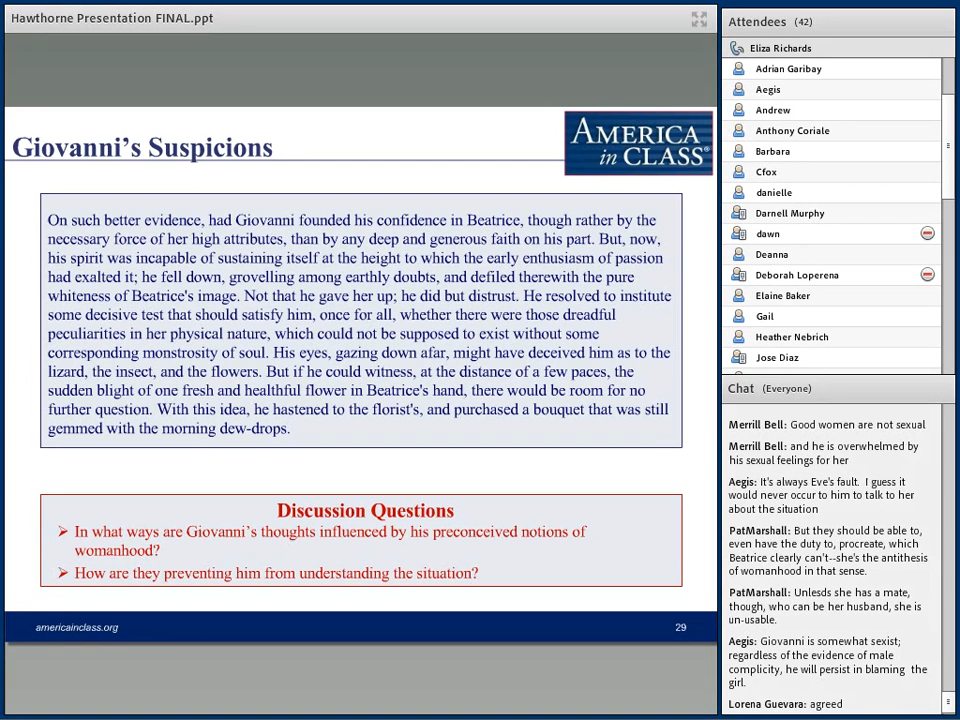 Hawthorne Presentation FINAL.ppt
Giovanni's Suspicions
AMERICA
in CLASS®
On such better evidence, had Giovanni founded his confidence in Beatrice, though rather by the
necessary force of her high attributes, than by any deep and generous faith on his part. But, now,
his spirit was incapable of sustaining itself at the height to which the early enthusiasm of passion
had exalted it; he fell down, grovelling among earthly doubts, and defiled therewith the pure
whiteness of Beatrice's image. Not that he gave her up; he did but distrust. He resolved to institute
some decisive test that should satisfy him, once for all, whether there were those dreadful
peculiarities in her physical nature, which could not be supposed to exist without some
corresponding monstrosity of soul. His eyes, gazing down afar, might have deceived him as to the
lizard, the insect, and the flowers. But if he could witness, at the distance of a few paces, the
sudden blight of one fresh and healthful flower in Beatrice's hand, there would be room for no
further question. With this idea, he hastened to the florist's, and purchased a bouquet that was still
gemmed with the morning dew-drops.
Discussion Questions
In what ways are Giovanni's thoughts influenced by his preconceived notions of
womanhood?
How are they preventing him from understanding the situation?
americainclass.org
29
Attendees (42)
Eliza Richards
Adrian Garibay
Aegis
Andrew
Anthony Coriale
Barbara
Cfox
danielle
Darnell Murphy
dawn
Deanna
Deborah Loperena
Elaine Baker
Gail
Heather Nebrich
Jose Diaz
Chat (Everyone)
Merrill Bell: Good women are not sexual
Merrill Bell: and he is overwhelmed by
his sexual feelings for her
Aegis: It's always Eve's fault. I guess it
would never occur to him to talk to her
about the situation
PatMarshall: But they should be able to,
even have the duty to, procreate, which
Beatrice clearly can't--she's the antithesis
of womanhood in that sense.
PatMarshall: Unlesds she has a mate,
though, who can be her husband, she is
un-usable.
Aegis: Giovanni is somewhat sexist;
regardless of the evidence of male
complicity, he will persist in blaming the
girl.
Lorena Guevara: agreed